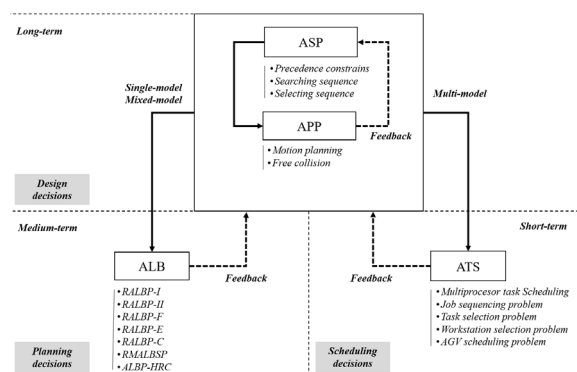 Long-term
ASP
• Precedence constrains
• Searching sequence
• Selecting sequence
Single-model
Mixed-model
Multi-model
APP
Feedback
• Motion planning
• Free collision
Design
decisions
Medium-term
Short-term
ALB
Feedback
Feedback
ATS
• RALBP-I
• RALBP-II
• RALBP-F
• RALBP-E
• RALBP-C
• RMALBSP
• ALBP-HRC
• Multiprocesor task Scheduling
• Job sequencing problem
• Task selection problem
• Workstation selection problem
• AGV scheduling problem
Planning
decisions
Scheduling
decisions